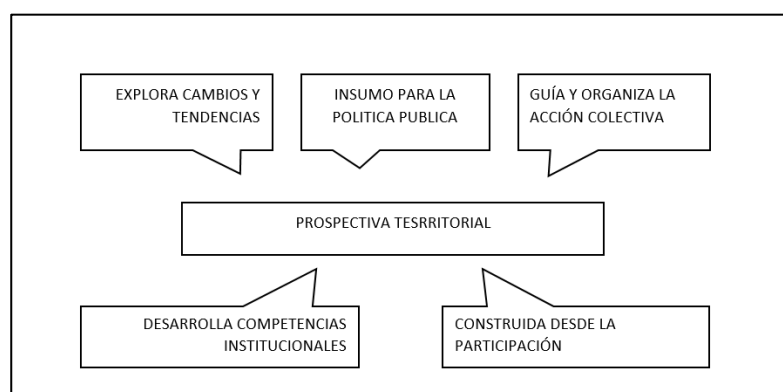 EXPLORA CAMBIOS Y
TENDENCIAS
INSUMO PARA LA
POLITICA PUBLICA
GUÍA Y ORGANIZA LA
ACCIÓN COLECTIVA
PROSPECTIVA TESRRITORIAL
DESARROLLA COMPETENCIAS
INSTITUCIONALES
CONSTRUIDA DESDE LA
PARTICIPACIÓN